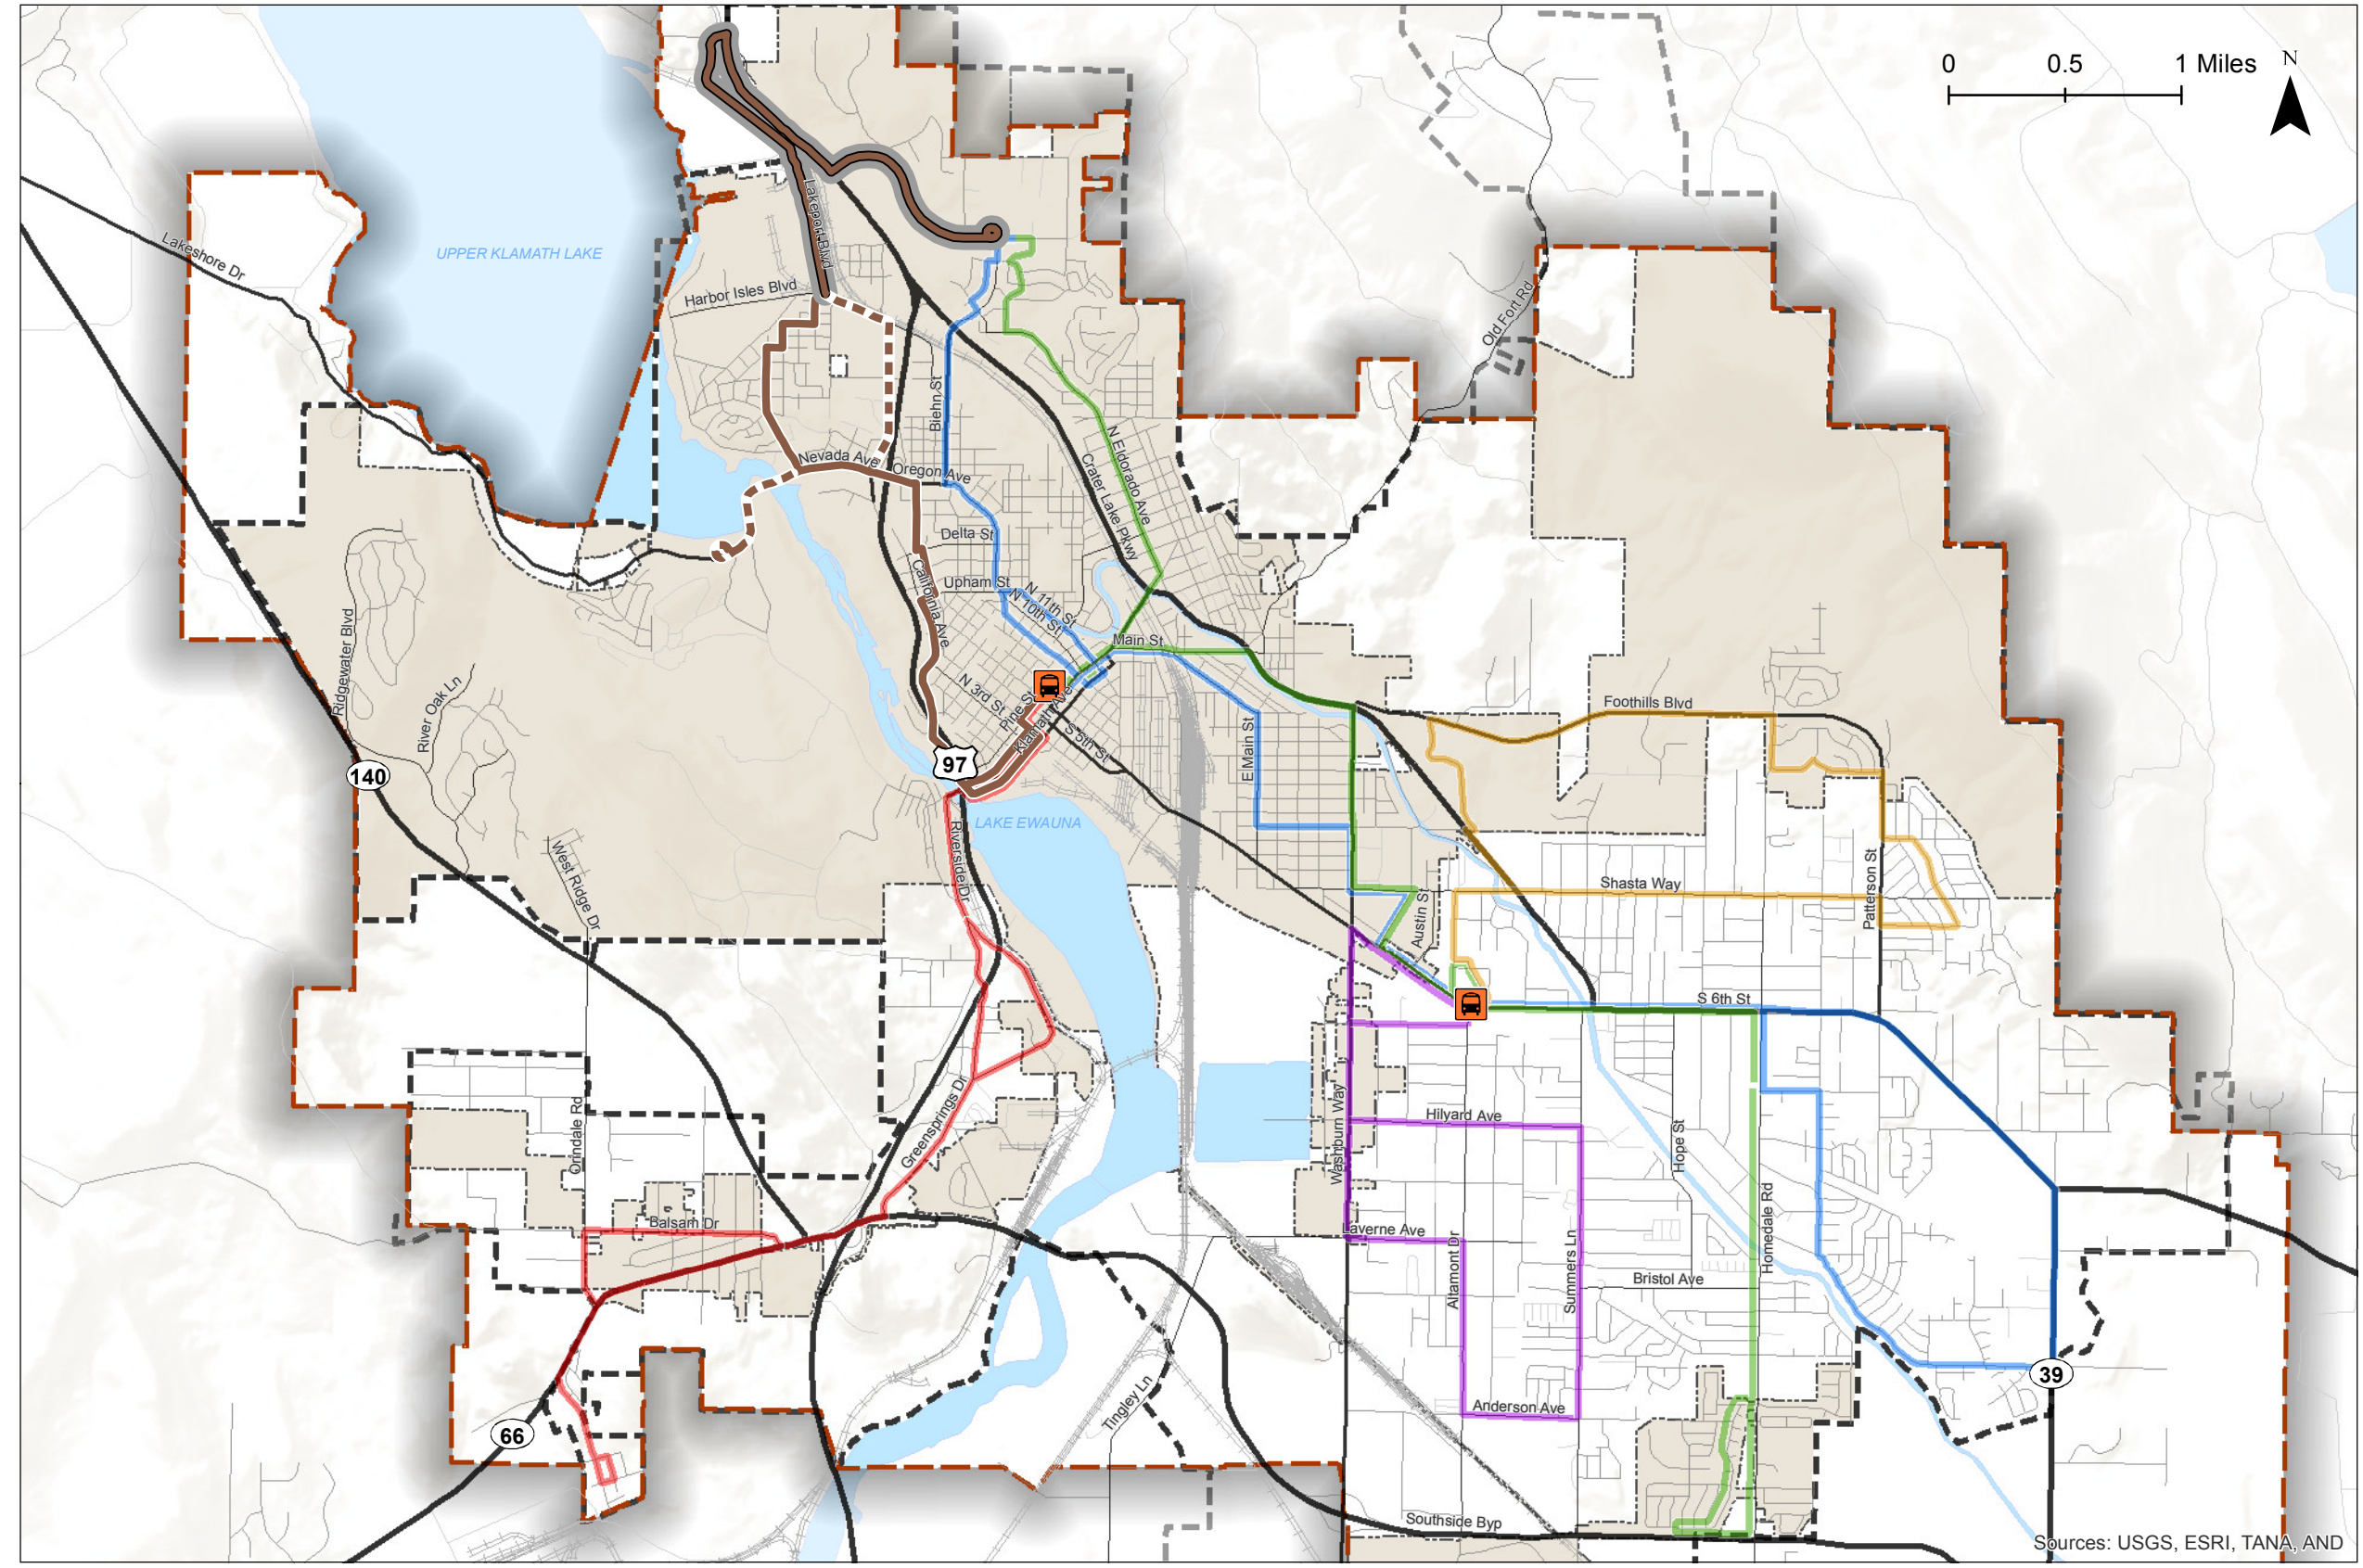 0 0.5 1 Miles
N
Lakeshore Dr
UPPER KLAMATH LAKE
Lakeport Blvd
Harbor Isles Blvd
Old Fort Rd
Biehn St
Nevada Ave
Oregon Ave
N Eldorado Ave
Crater Lake Pkwy
Delta St
California Ave
Upham St
N 11th St
N 10th St
Main St
Ridgewater Blvd
River Oak Ln
N 3rd St
Pine St
Klamath Ave
S 5th St
E Main St
Foothills Blvd
97
140
LAKE EWAUNA
Riverside Dr
West Ridge Dr
Shasta Way
Patterson St
Austin St
S 6th St
Orindale Rd
Greensprings Dr
Washburn Way
Hilyard Ave
Hope St
Homedale Rd
Balsam Dr
Laverne Ave
Altamont Dr
Summers Ln
Bristol Ave
39
Tingley Ln
Anderson Ave
66
Southside Byp
Sources: USGS, ESRI, TANA, AND